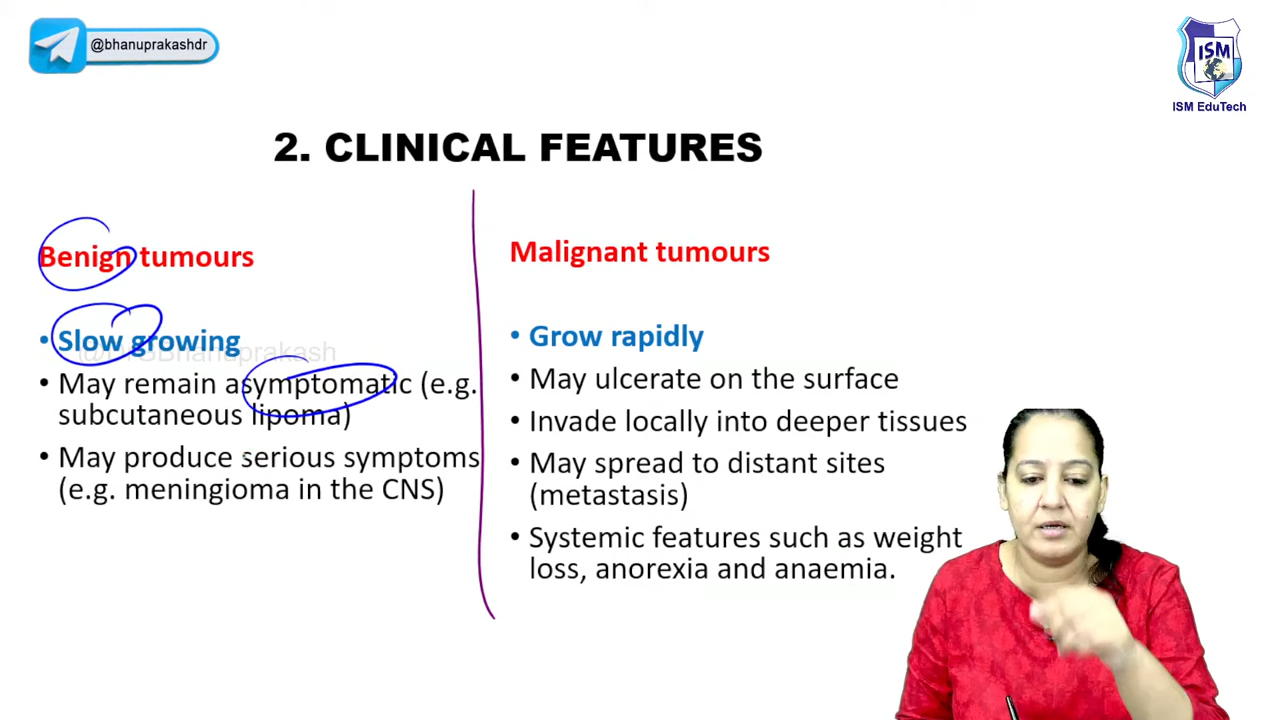 @bhanuprakashdr
ISM
ISM EduTech
2. CLINICAL FEATURES
Benign tumours
• Slow growing
• May remain asymptomatic (e.g.
subcutaneous lipoma)
• May produce serious symptoms
(e.g. meningioma in the CNS)
Malignant tumours
• Grow rapidly
• May ulcerate on the surface
• Invade locally into deeper tissues
• May spread to distant sites
(metastasis)
• Systemic features such as weight
loss, anorexia and anaemia.